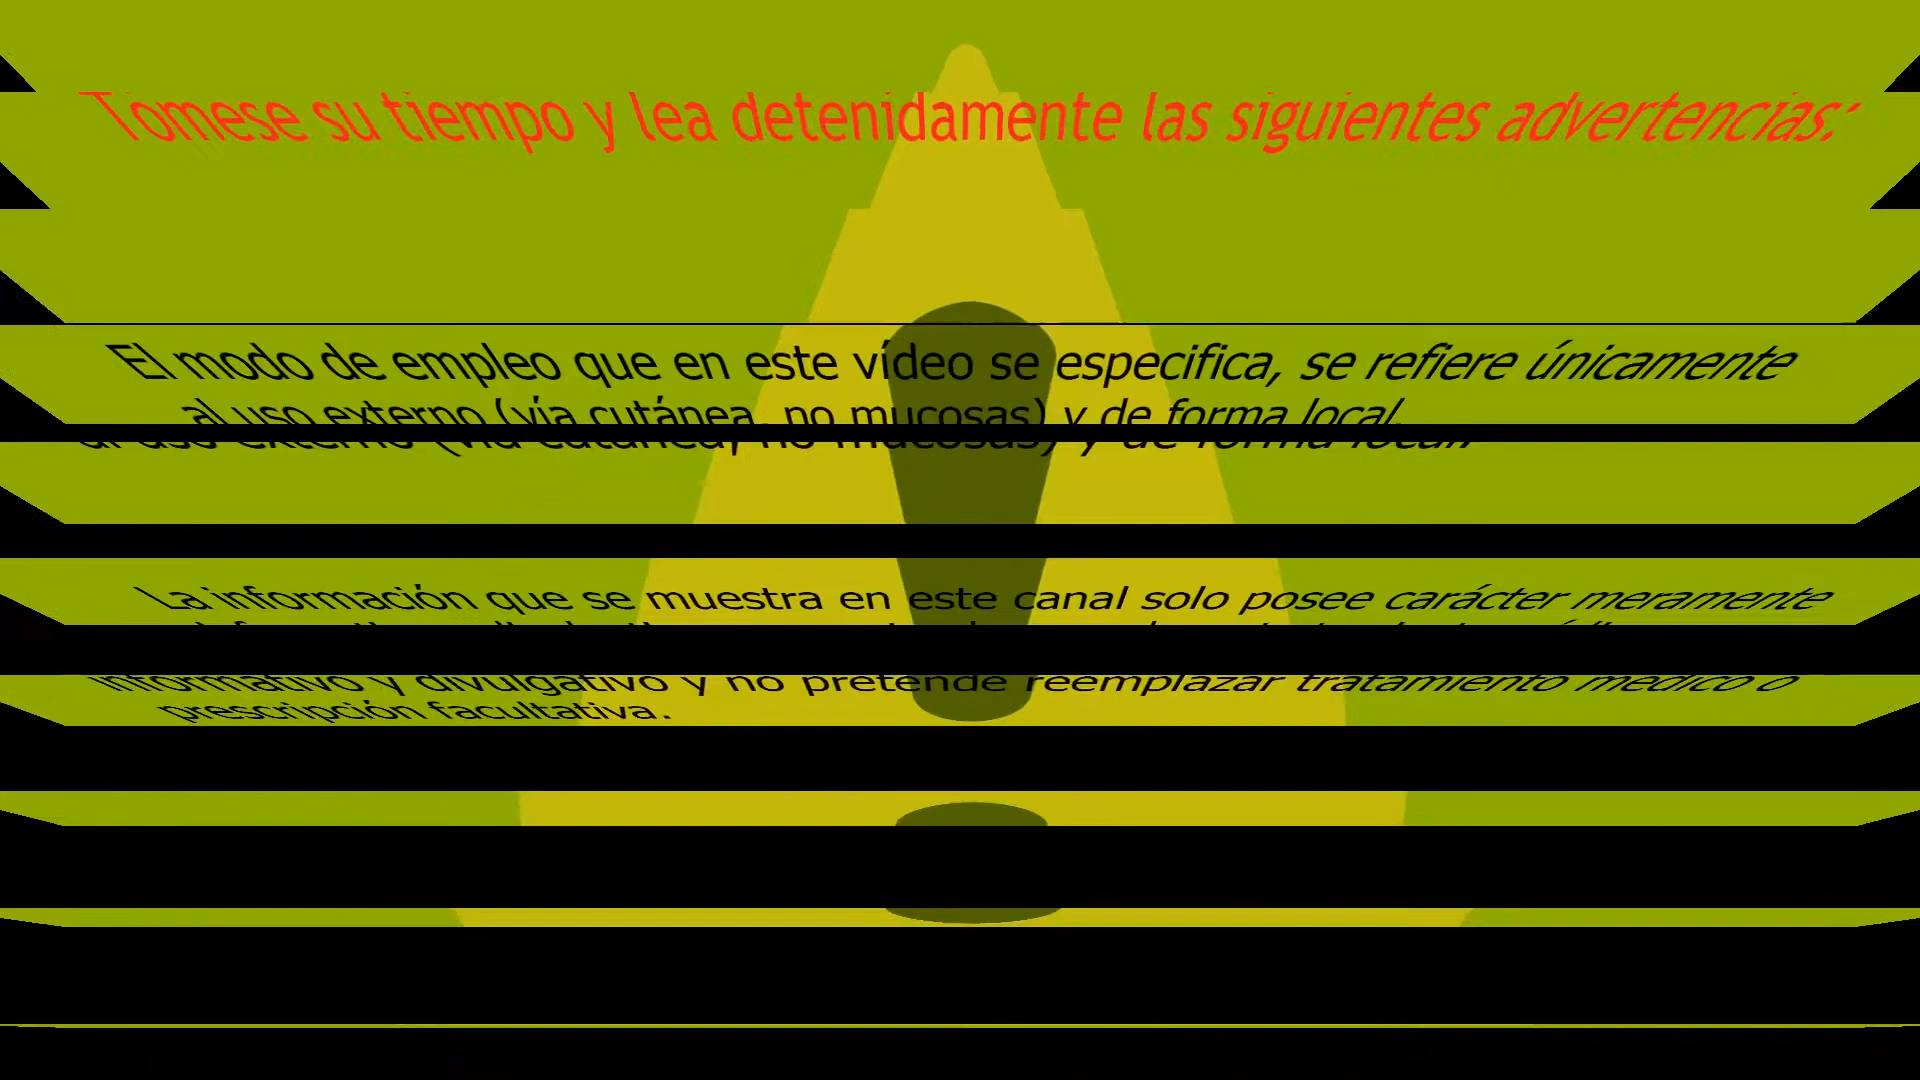 Tómese su tiempo y lea detenidamente las siguientes advertencias:
El modo de empleo que en este vídeo se especifica, se refiere únicamente
al uso externo (vía cutánea, no mucosas) y de forma local.
La información que se muestra en este canal solo posee carácter meramente
informativo y divulgativo y no pretende reemplazar tratamiento médico o
prescripción facultativa.